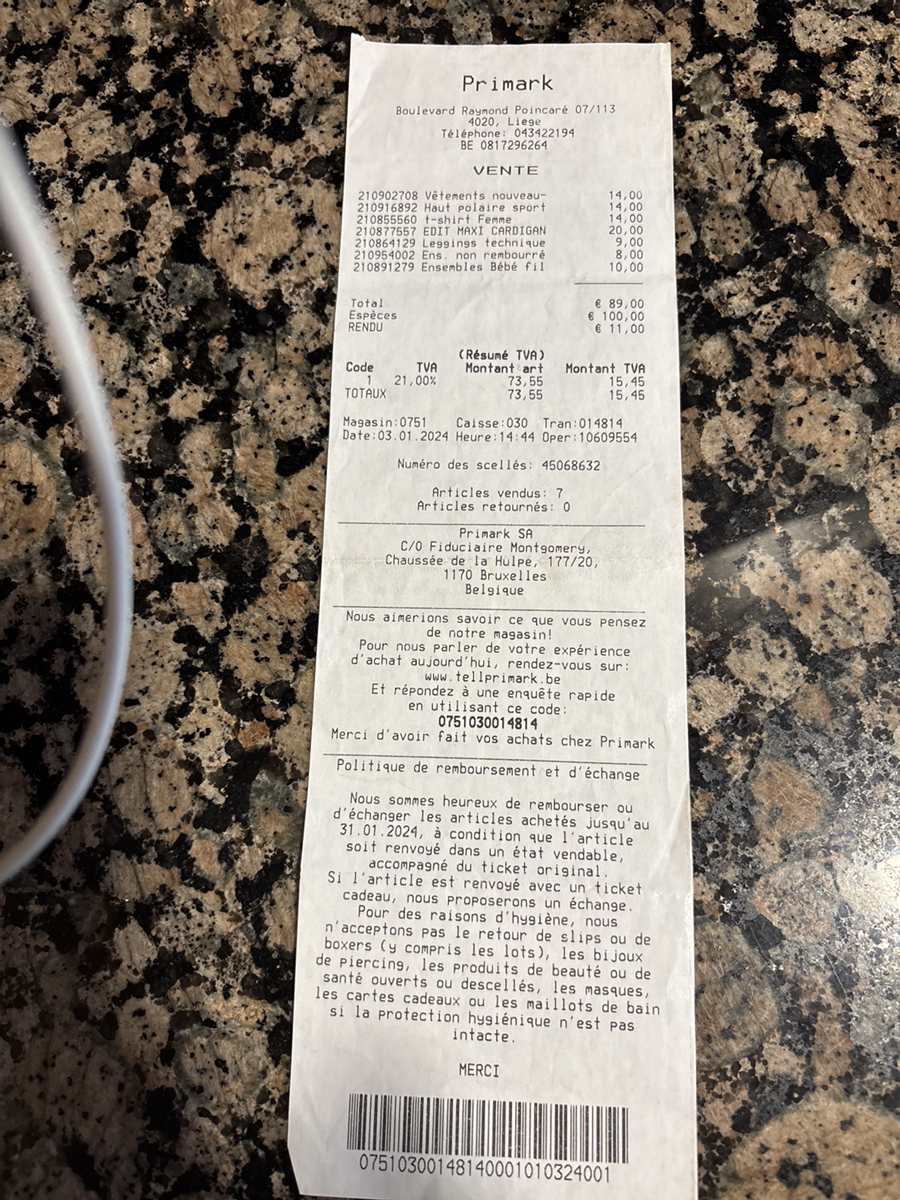 Primark
Boulevard Raymond Poincaré 07/113
4020, Liege
Téléphone: 043422194
BE 0817296264
VENTE
210902708 Vêtements nouveau- 14,00
210916892 Haut polaire sport 14,00
210855560 t-shirt Femme 14,00
210877557 EDIT MAXI CARDIGAN 20,00
210864129 Leggings technique 9,00
210954002 Ens. non rembourré 8,00
210891279 Ensembles Bébé fil 10,00
Total € 89,00
Espèces € 100,00
RENDU € 11,00
(Résumé TVA)
Code TVA Montant art Montant TVA
1 21,00% 73,55 15,45
TOTAUX 73,55 15,45
Magasin:0751 Caisse:030 Tran:014814
Date:03.01.2024 Heure:14:44 Oper:10609554
Numéro des scellés: 45068632
Articles vendus: 7
Articles retournés: 0
Primark SA
C/O Fiduciaire Montgomery,
Chaussée de la Hulpe, 177/20,
1170 Bruxelles
Belgique
Nous aimerions savoir ce que vous pensez
de notre magasin!
Pour nous parler de votre expérience
d'achat aujourd'hui, rendez-vous sur:
www.tellprimark.be
Et répondez à une enquête rapide
en utilisant ce code:
0751030014814
Merci d'avoir fait vos achats chez Primark
Politique de remboursement et d'échange
Nous sommes heureux de rembourser ou
d'échanger les articles achetés jusqu'au
31.01.2024, à condition que l'article
soit renvoyé dans un état vendable,
accompagné du ticket original.
Si l'article est renvoyé avec un ticket
cadeau, nous proposerons un échange.
Pour des raisons d'hygiène, nous
n'acceptons pas le retour de slips ou de
boxers (y compris les lots), les bijoux
de piercing, les produits de beauté ou de
santé ouverts ou descellés, les masques,
les cartes cadeaux ou les maillots de bain
si la protection hygiénique n'est pas
intacte.
MERCI
07510300148140001010324001